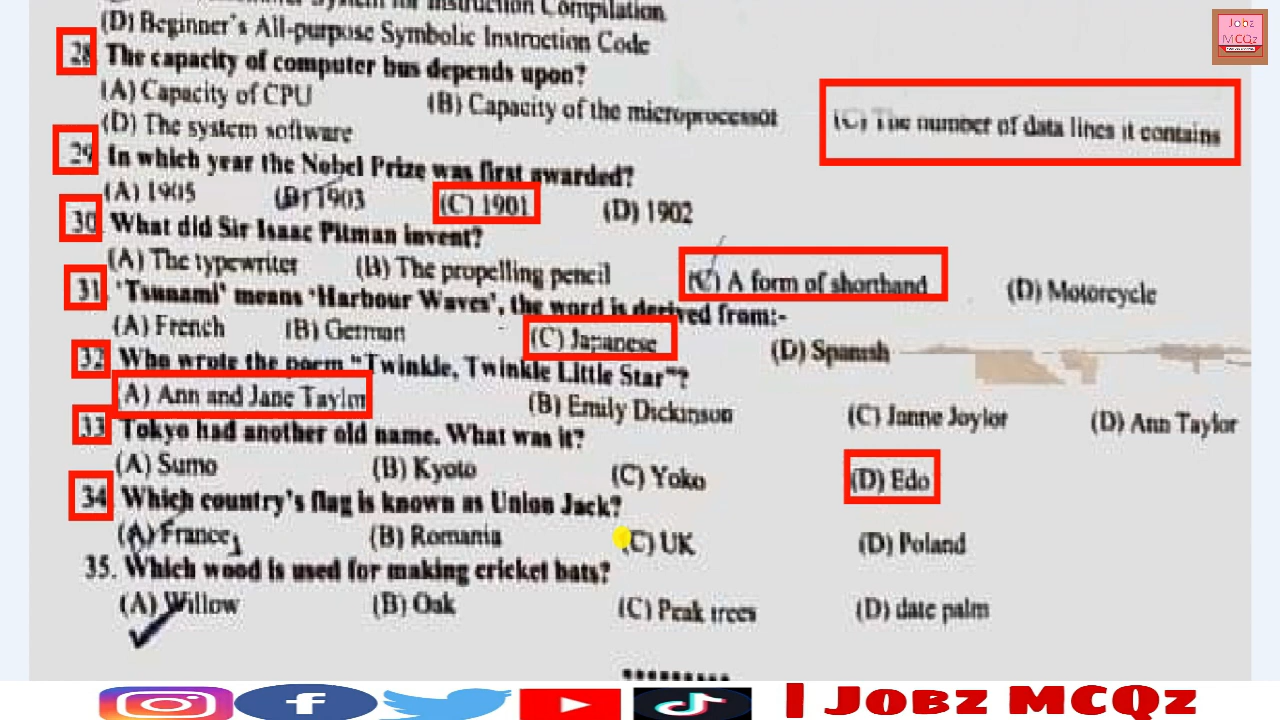 Jobz
MCQz
Instruction Compilation
(D) Beginner's All-purpose Symbolic Instruction Code
28 The capacity of computer bus depends upon?
(A) Capacity of CPU (B) Capacity of the microprocessor (C) The number of data lines it contains
(D) The system software
29 In which year the Nobel Prize was first awarded?
(A) 1905 (B) 1903 (C) 1901 (D) 1902
30 What did Sir Isaac Pitman invent?
(A) The typewriter (B) The propelling pencil (C) A form of shorthand (D) Motorcycle
31. 'Tsunami' means 'Harbour Waves', the word is derived from:-
(A) French (B) German (C) Japanese (D) Spanish
32 Who wrote the poem "Twinkle, Twinkle Little Star"?
(A) Ann and Jane Taylor (B) Emily Dickinson (C) Janne Joylor (D) Ann Taylor
33 Tokyo had another old name. What was it?
(A) Sumo (B) Kyoto (C) Yoko (D) Edo
34 Which country's flag is known as Union Jack?
(A) France (B) Romania (C) UK (D) Poland
35. Which wood is used for making cricket bats?
(A) Willow (B) Oak (C) Peak trees (D) date palm
| Jobz MCQz